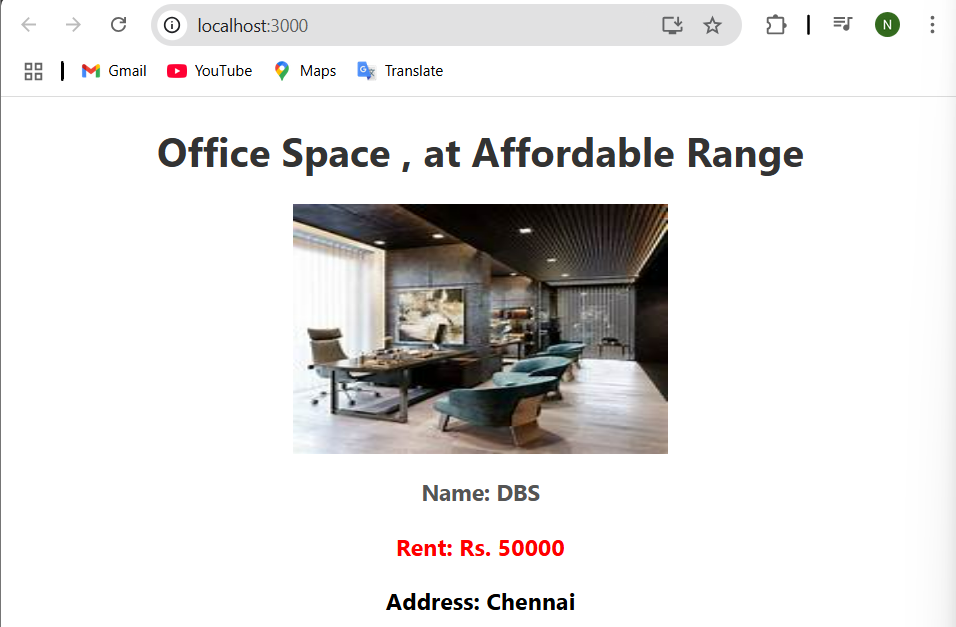 localhost:3000
N
Gmail YouTube Maps Translate
Office Space , at Affordable Range
Name: DBS
Rent: Rs. 50000
Address: Chennai